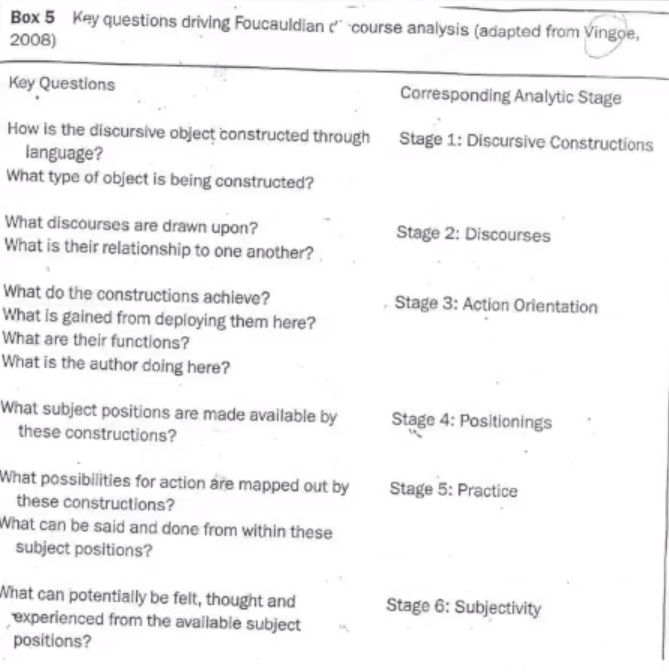 Box 5 Key questions driving Foucauldian course analysis (adapted from Vingoe,
2008)
Key Questions
Corresponding Analytic Stage
How is the discursive object constructed through
language?
What type of object is being constructed?
Stage 1: Discursive Constructions
What discourses are drawn upon?
What is their relationship to one another?
Stage 2: Discourses
What do the constructions achieve?
What is gained from deploying them here?
What are their functions?
What is the author doing here?
Stage 3: Action Orientation
What subject positions are made available by
these constructions?
Stage 4: Positionings
What possibilities for action are mapped out by
these constructions?
What can be said and done from within these
subject positions?
Stage 5: Practice
What can potentially be felt, thought and
experienced from the available subject
positions?
Stage 6: Subjectivity